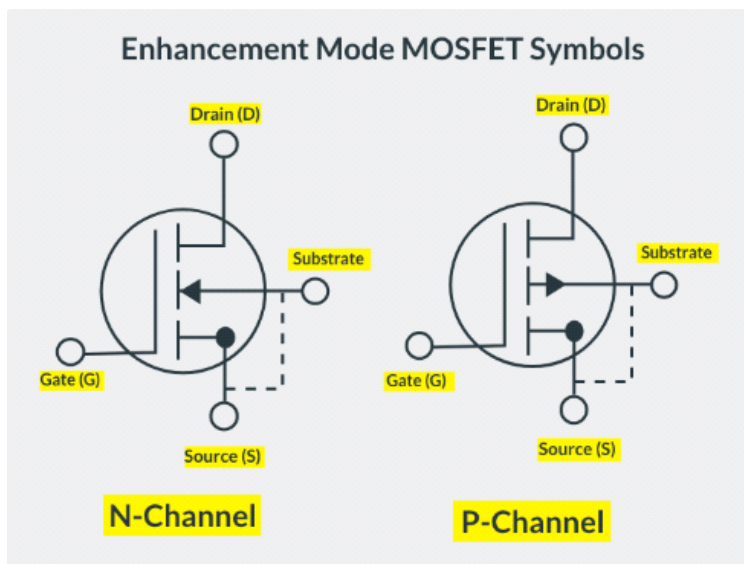 Enhancement Mode MOSFET Symbols
Drain (D)
Substrate
Gate (G)
Source (S)
N-Channel
Drain (D)
Substrate
Gate (G)
Source (S)
P-Channel